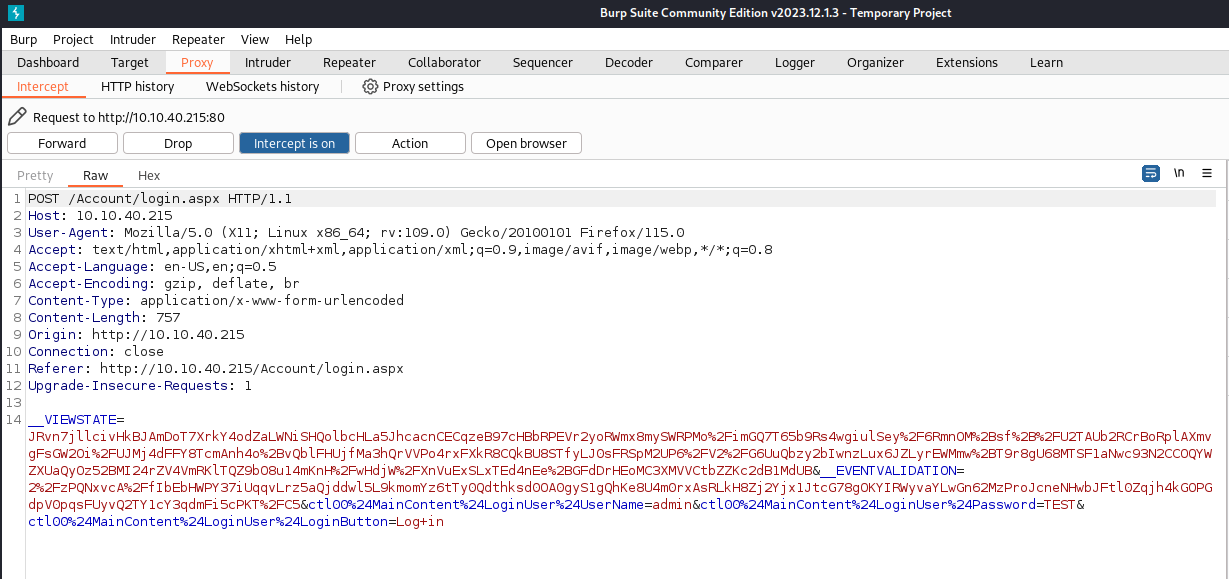 Burp Suite Community Edition v2023.12.1.3 - Temporary Project
Burp Project Intruder Repeater View Help
Dashboard Target Proxy Intruder Repeater Collaborator Sequencer Decoder Comparer Logger Organizer Extensions Learn
Intercept HTTP history WebSockets history Proxy settings
Request to http://10.10.40.215:80
Forward Drop Intercept is on Action Open browser
Pretty Raw Hex \n
1 POST /Account/login.aspx HTTP/1.1
2 Host: 10.10.40.215
3 User-Agent: Mozilla/5.0 (X11; Linux x86_64; rv:109.0) Gecko/20100101 Firefox/115.0
4 Accept: text/html,application/xhtml+xml,application/xml;q=0.9,image/avif,image/webp,*/*;q=0.8
5 Accept-Language: en-US,en;q=0.5
6 Accept-Encoding: gzip, deflate, br
7 Content-Type: application/x-www-form-urlencoded
8 Content-Length: 757
9 Origin: http://10.10.40.215
10 Connection: close
11 Referer: http://10.10.40.215/Account/login.aspx
12 Upgrade-Insecure-Requests: 1
13
14 __VIEWSTATE=
JRvn7jllcivHkBJAmDoT7XrkY4odZaLWNiSHQolbcHLa5JhcacnCECqzeB97cHBbRPEVr2yoRWmx8mySWRPMo%2FimGQ7T65b9Rs4wgiulSey%2F6RmnOM%2Bsf%2B%2FU2TAUb2RCrBoRplAXmv
gFsGW2Oi%2FUJMj4dFFY8TcmAnh4o%2BvQblFHUjfMa3hQrVVPo4rxFXkR8CQkBU8STfyLJOsFRSpM2UP6%2FV2%2FG6UuQbzy2bIwnzLux6JZLyrEWMmw%2BT9r8gU68MTSF1aNwc93N2CCOQYW
ZXUaQyOz52BMI24rZV4VmRKlTQZ9bO8u14mKnH%2FwHdjW%2FXnVuExSLxTEd4nEe%2BGFdDrHEoMC3XMVVCtbZZKc2dB1MdUB&__EVENTVALIDATION=
2%2FzPQNxvcA%2FfIbEbHWPY37iUqqvLrz5aQjddwl5L9kmomYz6tTy0Qdthksd0OA0gyS1gQhKe8U4mOrxAsRLkH8Zj2Yjx1JtcG78gOKYIRWyvaYLwGn62MzProJcneNHwbJFtl0Zqjh4kGOPG
dpVOpqsFUyvQ2TY1cY3qdmFi5cPKT%2FC5&ctl00%24MainContent%24LoginUser%24UserName=admin&ctl00%24MainContent%24LoginUser%24Password=TEST&
ctl00%24MainContent%24LoginUser%24LoginButton=Log+in